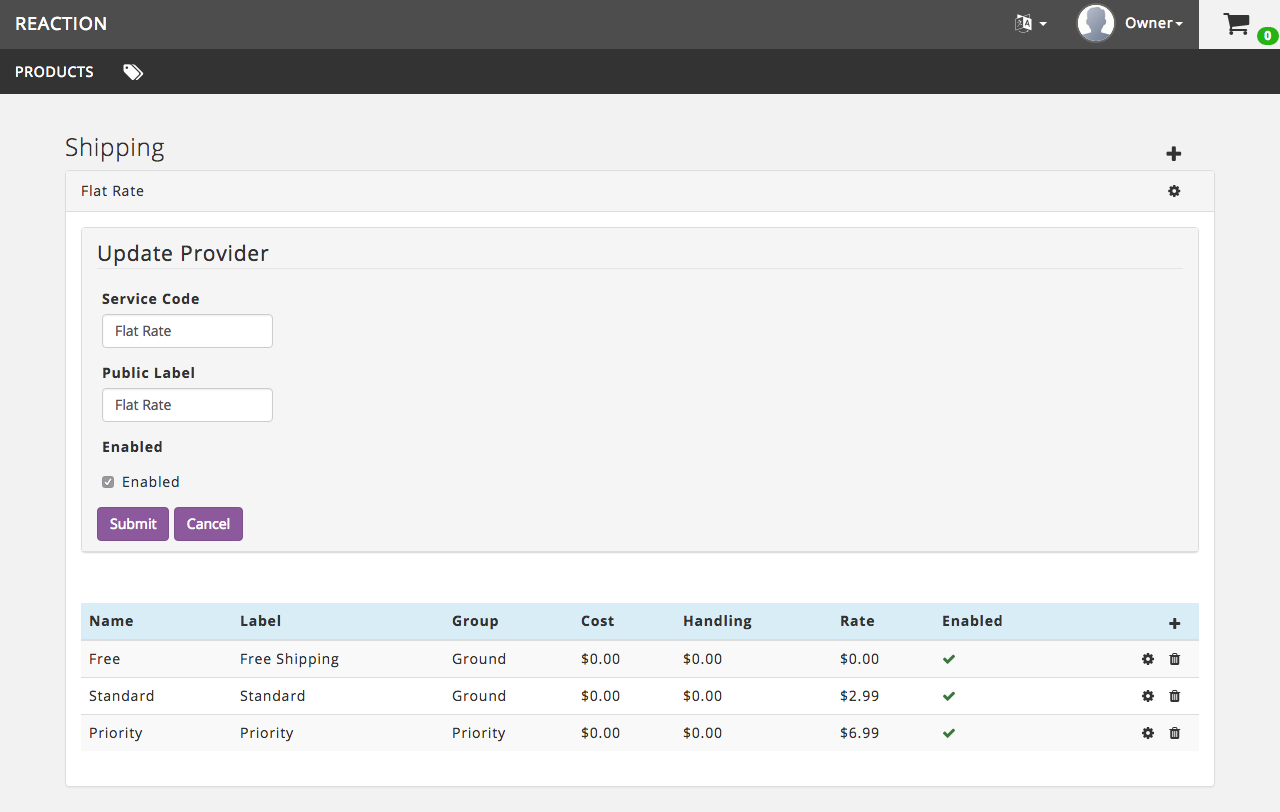 REACTION
Owner
0
PRODUCTS
Shipping
Flat Rate
Update Provider
Service Code
Flat Rate
Public Label
Flat Rate
Enabled
Enabled
Submit Cancel
Name Label Group Cost Handling Rate Enabled
Free Free Shipping Ground $0.00 $0.00 $0.00
Standard Standard Ground $0.00 $0.00 $2.99
Priority Priority Priority $0.00 $0.00 $6.99